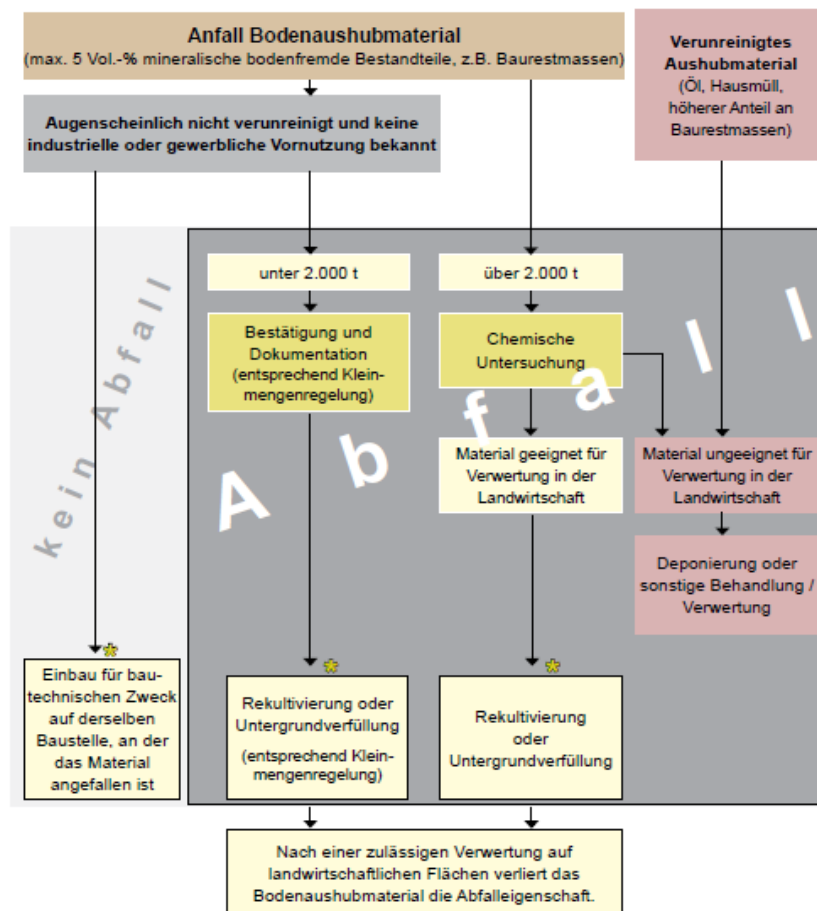 Anfall Bodenaushubmaterial
(max. 5 Vol.-% mineralische bodenfremde Bestandteile, z.B. Baurestmassen)
Verunreinigtes
Aushubmaterial
(Öl, Hausmüll,
höherer Anteil an
Baurestmassen)
Augenscheinlich nicht verunreinigt und keine
industrielle oder gewerbliche Vornutzung bekannt
kein Abfall
Abfall
unter 2.000 t
über 2.000 t
Bestätigung und
Dokumentation
(entsprechend Klein-
mengenregelung)
Chemische
Untersuchung
Material geeignet für
Verwertung in der
Landwirtschaft
Material ungeeignet für
Verwertung in der
Landwirtschaft
Deponierung oder
sonstige Behandlung /
Verwertung
*
Einbau für bau-
technischen Zweck
auf derselben
Baustelle, an der
das Material
angefallen ist
*
Rekultivierung oder
Untergrundverfüllung
(entsprechend Klein-
mengenregelung)
*
Rekultivierung
oder
Untergrundverfüllung
Nach einer zulässigen Verwertung auf
landwirtschaftlichen Flächen verliert das
Bodenaushubmaterial die Abfalleigenschaft.